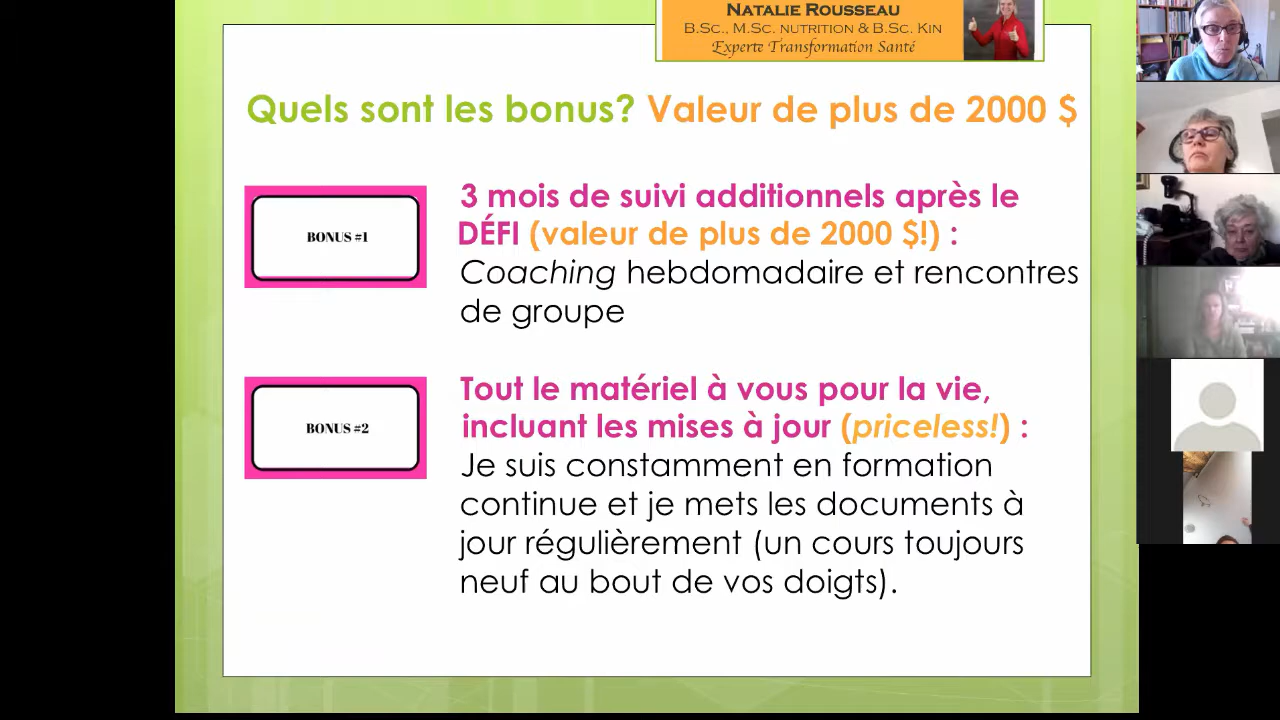 NATALIE ROUSSEAU
B.SC., M.SC. NUTRITION & B.SC. KIN
Experte Transformation Santé
Quels sont les bonus? Valeur de plus de 2000 $
BONUS #1
3 mois de suivi additionnels après le
DÉFI (valeur de plus de 2000 $!) :
Coaching hebdomadaire et rencontres
de groupe
BONUS #2
Tout le matériel à vous pour la vie,
incluant les mises à jour (priceless!) :
Je suis constamment en formation
continue et je mets les documents à
jour régulièrement (un cours toujours
neuf au bout de vos doigts).